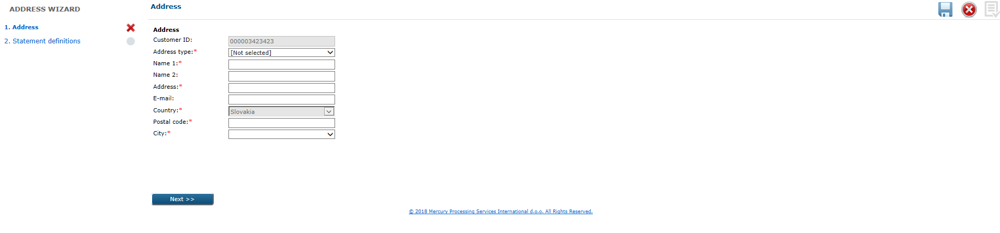 ADDRESS WIZARD
1. Address
2. Statement definitions
Address
Address
Customer ID: 000003423423
Address type:* [Not selected]
Name 1:*
Name 2:
Address:*
E-mail:
Country:* Slovakia
Postal code:*
City:*
Next >>
© 2018 Mercury Processing Services International d.o.o. All Rights Reserved.